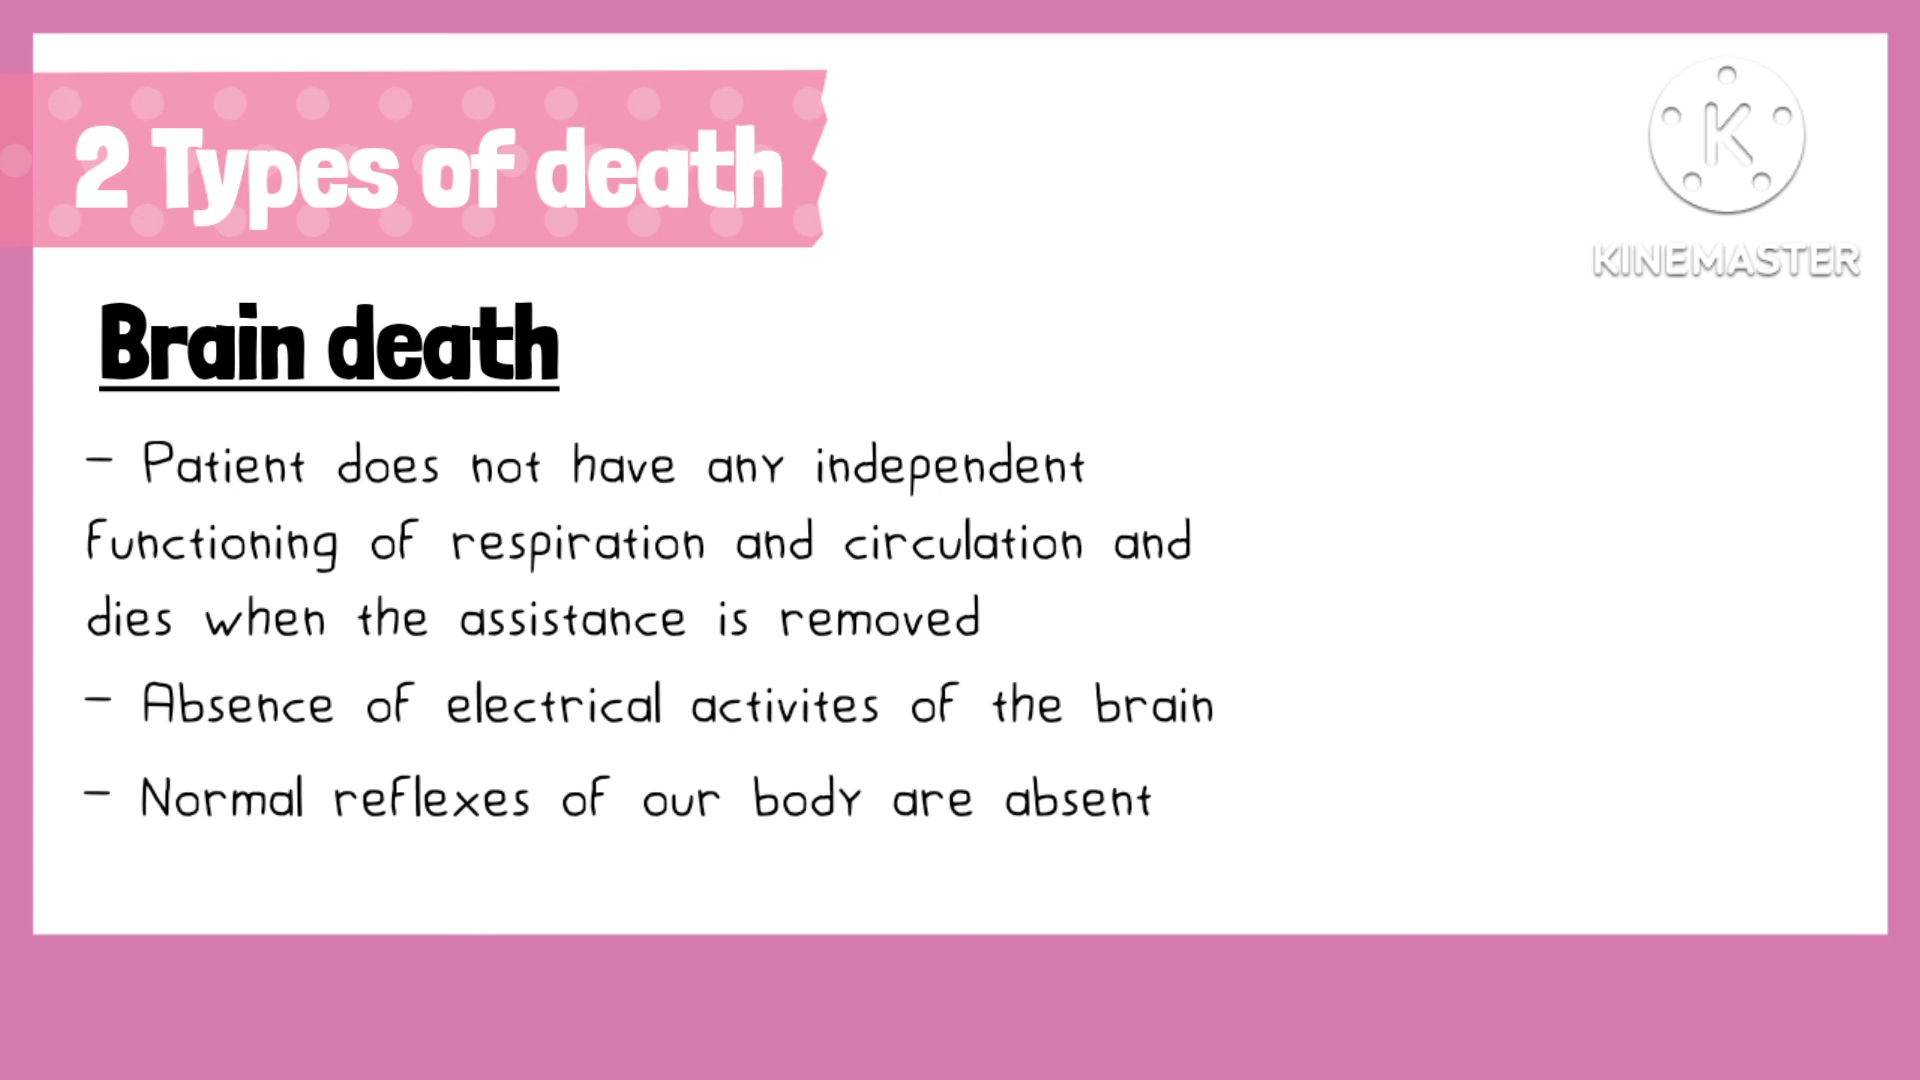 2 Types of death
K
KINEMASTER
Brain death
- Patient does not have any independent
functioning of respiration and circulation and
dies when the assistance is removed
- Absence of electrical activites of the brain
- Normal reflexes of our body are absent